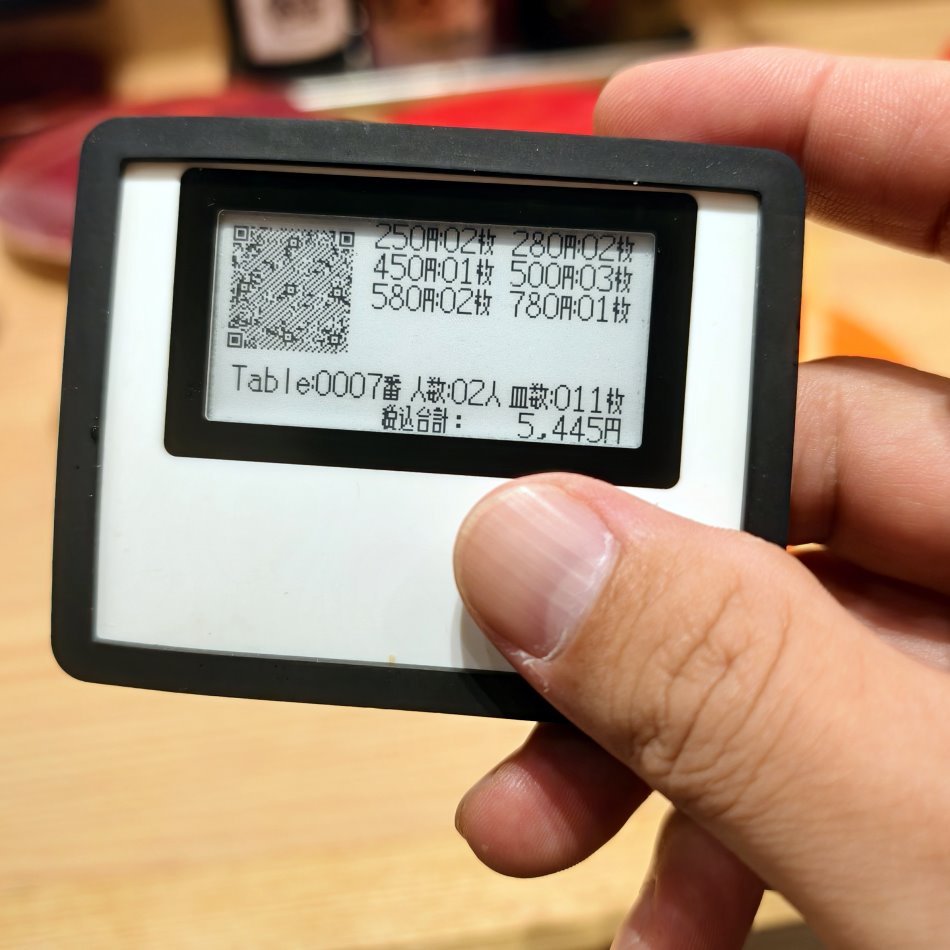 250円:02枚 280円:02枚
450円:01枚 500円:03枚
580円:02枚 780円:01枚
Table:0007番 人数:02人 皿数:011枚
税込合計: 5,445円